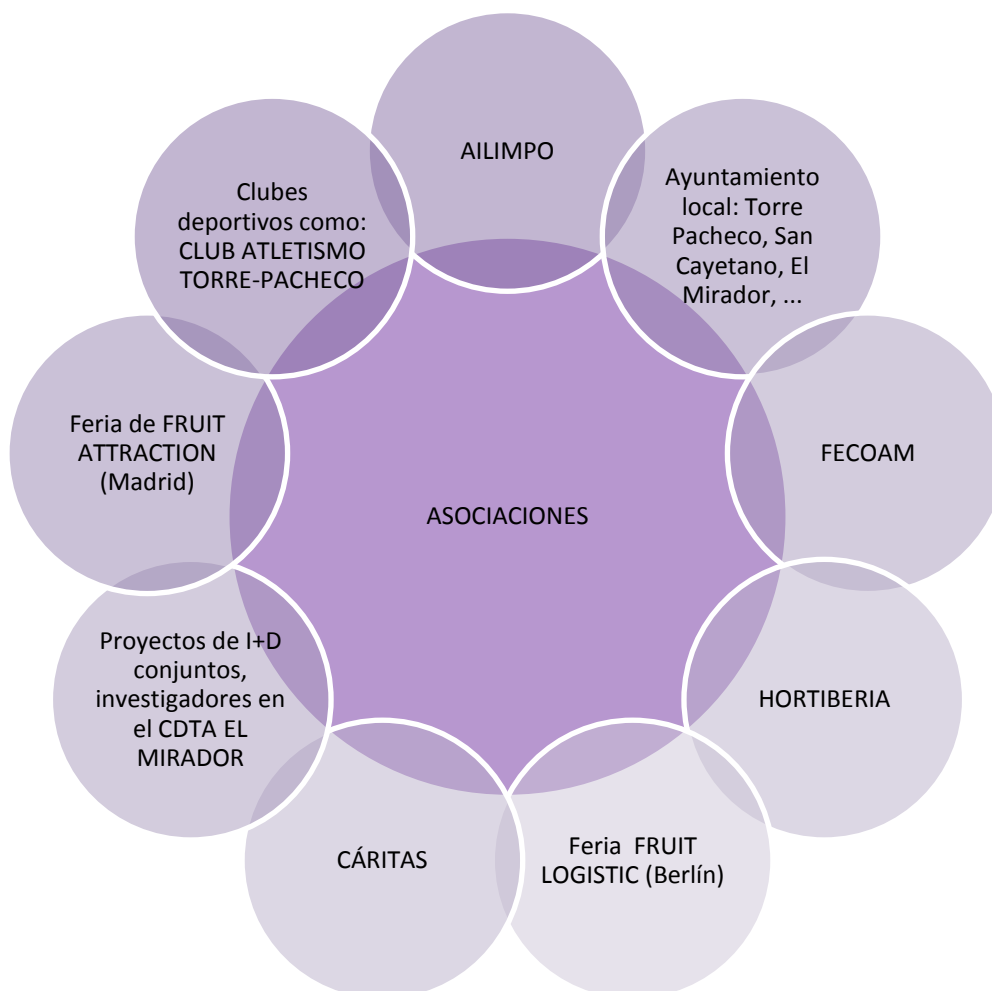 AILIMPO
Ayuntamiento
local: Torre
Pacheco, San
Cayetano, El
Mirador, ...
FECOAM
HORTIBERIA
Feria  FRUIT
LOGISTIC (Berlín)
CÁRITAS
Proyectos de I+D
conjuntos,
investigadores en
el CDTA EL
MIRADOR
Feria de FRUIT
ATTRACTION
(Madrid)
Clubes
deportivos como:
CLUB ATLETISMO
TORRE-PACHECO
ASOCIACIONES